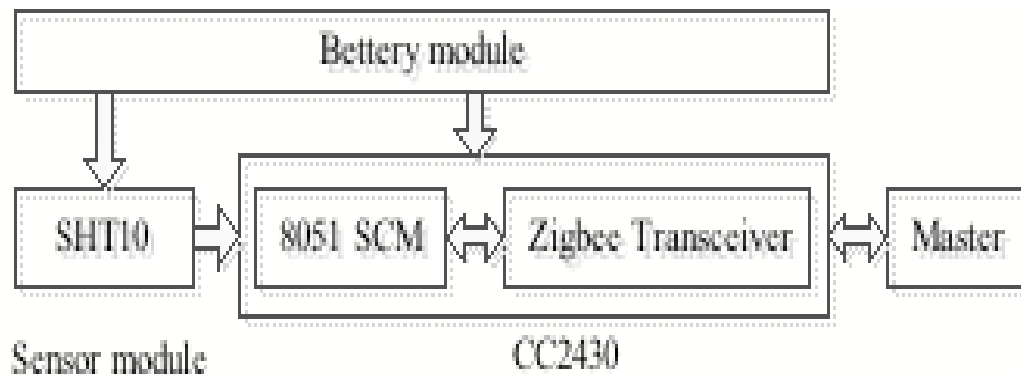 Bettery module
SHT10
8051 SCM
Zigbee Transceiver
Master
Sensor module
CC2430